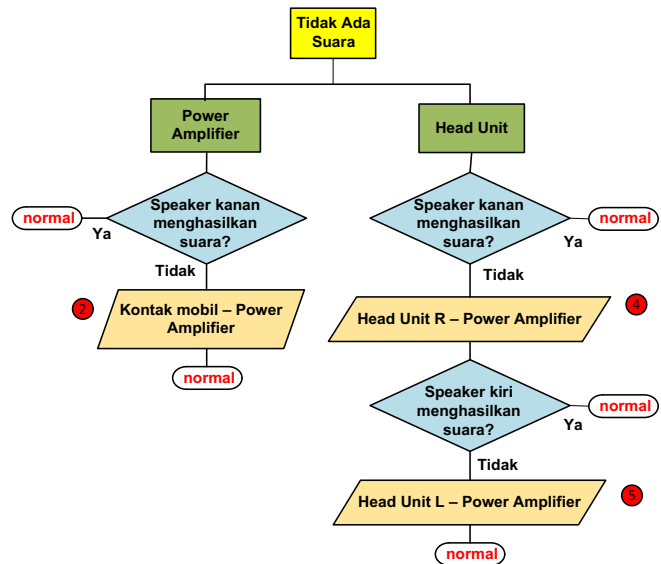 Tidak Ada
Suara
Power
Amplifier
Head Unit
Speaker kanan
menghasilkan
suara?
normal
Ya
Tidak
2
Kontak mobil – Power
Amplifier
normal
Speaker kanan
menghasilkan
suara?
normal
Ya
Tidak
4
Head Unit R – Power Amplifier
Speaker kiri
menghasilkan
suara?
normal
Ya
Tidak
5
Head Unit L – Power Amplifier
normal